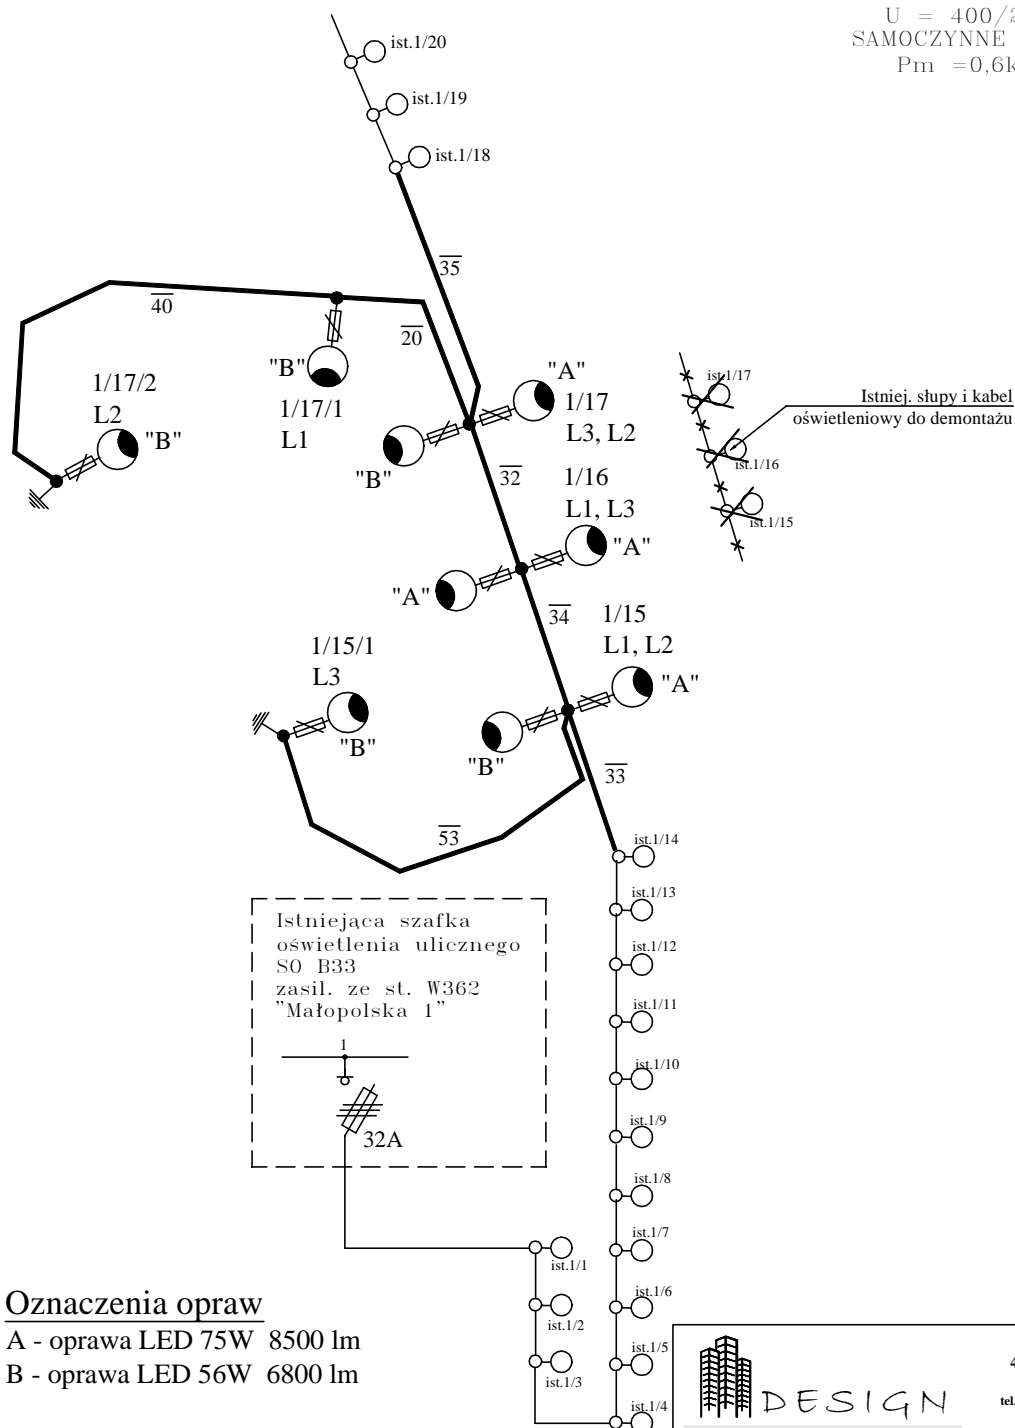 U = 400/2
SAMOCZYNNE
Pm =0,6k
ist.1/20
ist.1/19
ist.1/18
35
40
20
"B"
1/17/1
L1
1/17/2
L2
"B"
"A"
1/17
L3, L2
"B"
32
ist.1/17
ist.1/16
ist.1/15
Istniej. słupy i kabel
oświetleniowy do demontażu
1/16
L1, L3
"A"
"A"
34
1/15
L1, L2
"A"
"B"
1/15/1
L3
"B"
33
53
ist.1/14
ist.1/13
ist.1/12
ist.1/11
ist.1/10
ist.1/9
ist.1/8
ist.1/7
ist.1/6
ist.1/5
ist.1/4
Istniejąca szafka
oświetlenia ulicznego
SO B33
zasil. ze st. W362
"Małopolska 1"
1
32A
ist.1/1
ist.1/2
ist.1/3
Oznaczenia opraw
A - oprawa LED 75W 8500 lm
B - oprawa LED 56W 6800 lm
DESIGN
4
tel.